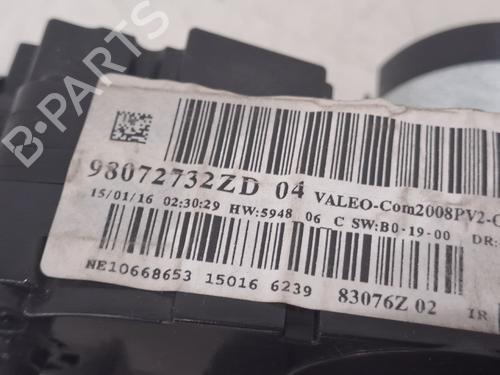 98072732ZD 04 VALEO-Com2008PV2-
15/01/16 02:30:29 HW:5948 06 C SW:B0-19-00 DR:
NE10668653 15016 6239 83076Z 02 IR
B-Parts